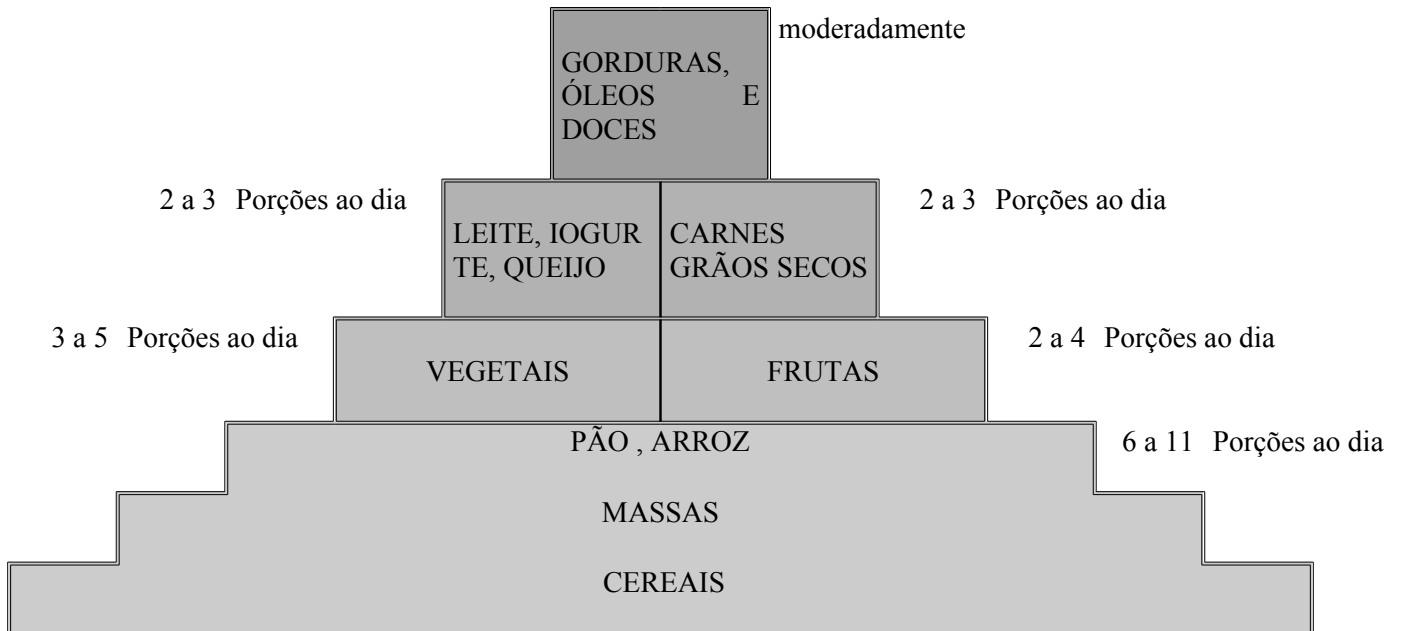 moderadamente
GORDURAS,
ÓLEOS E
DOCES
2 a 3 Porções ao dia
2 a 3 Porções ao dia
LEITE, IOGUR
TE, QUEIJO
CARNES
GRÃOS SECOS
3 a 5 Porções ao dia
2 a 4 Porções ao dia
VEGETAIS
FRUTAS
PÃO , ARROZ
6 a 11 Porções ao dia
MASSAS
CEREAIS